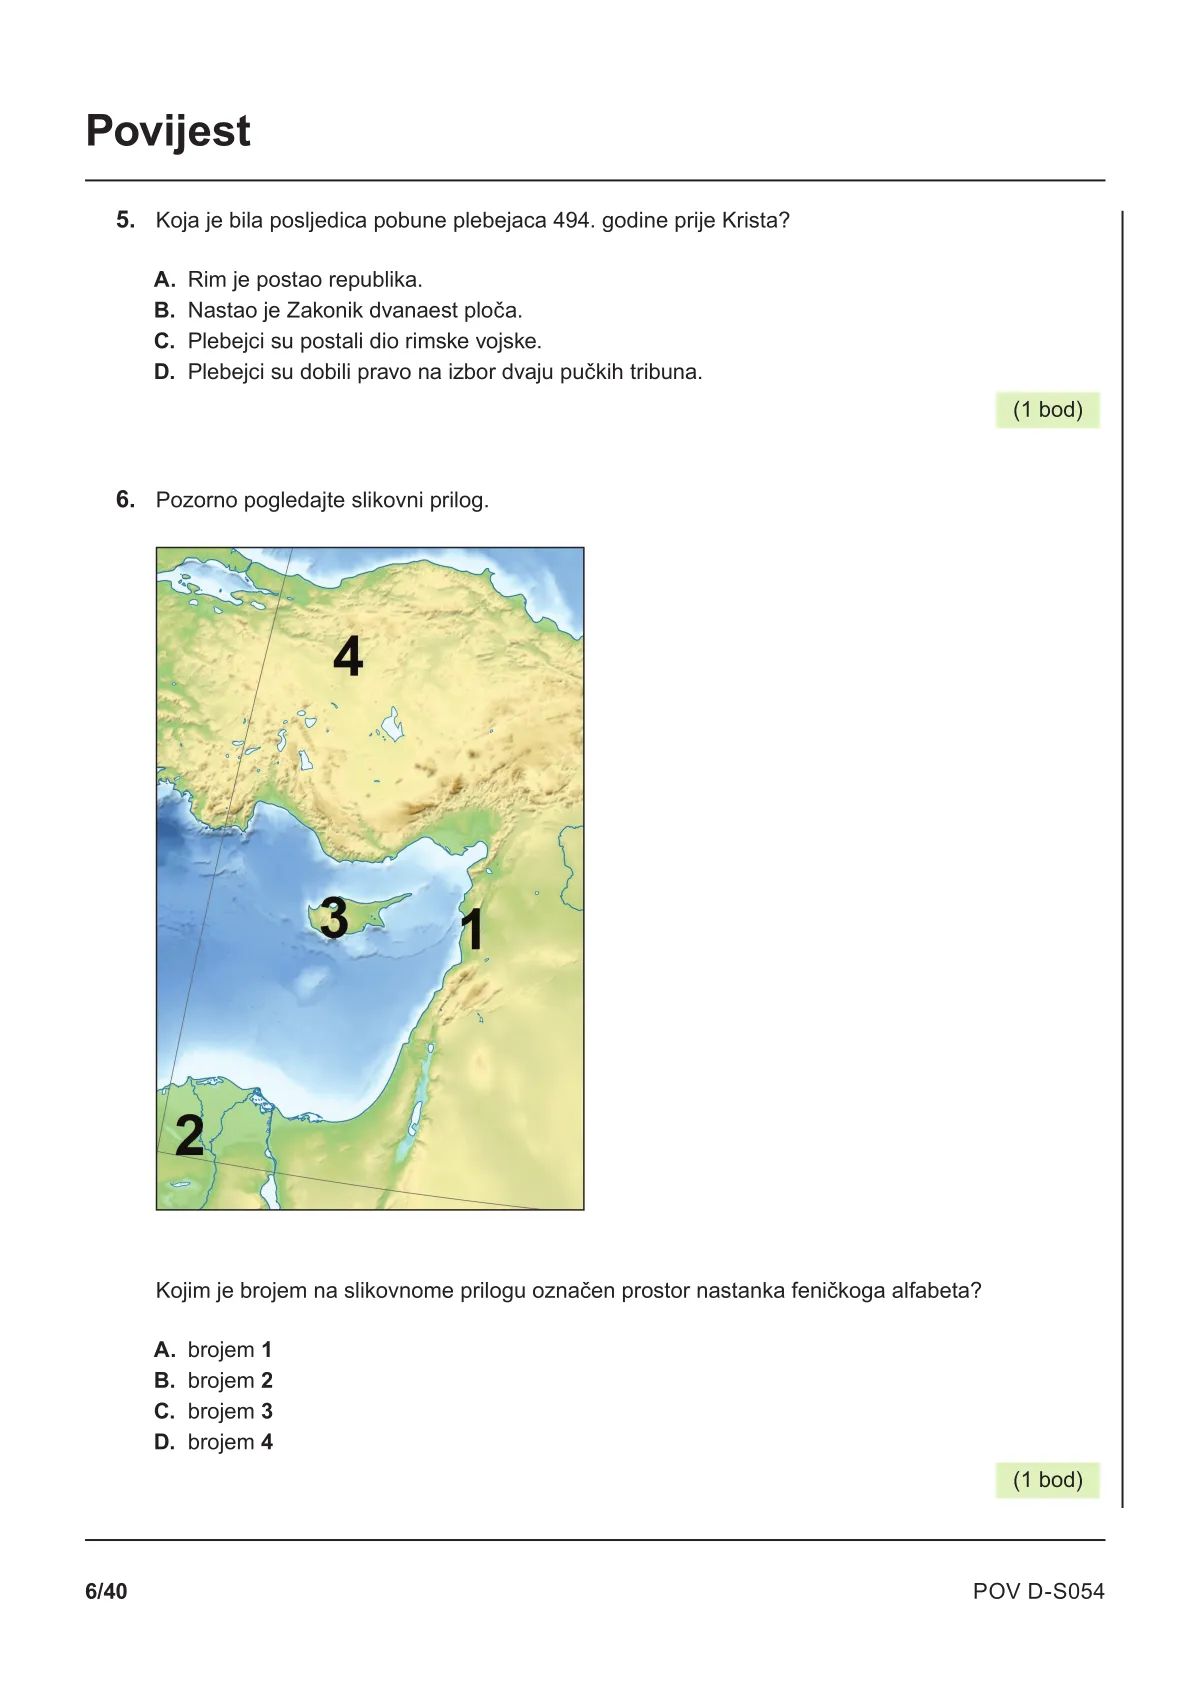 Povijest
5. Koja je bila posljedica pobune plebejaca 494. godine prije Krista?
A. Rim je postao republika.
B. Nastao je Zakonik dvanaest ploča.
C. Plebejci su postali dio rimske vojske.
D. Plebejci su dobili pravo na izbor dvaju pučkih tribuna.
(1 bod)
6. Pozorno pogledajte slikovni prilog.
4
3
1
2
Kojim je brojem na slikovnome prilogu označen prostor nastanka feničkoga alfabeta?
A. brojem 1
B. brojem 2
C. brojem 3
D. brojem 4
(1 bod)
6/40
POV D-S054